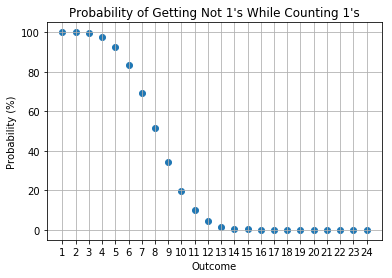 Probability of Getting Not 1's While Counting 1's
100
80
60
40
20
0
Probability (%)
1 2 3 4 5 6 7 8 9 10 11 12 13 14 15 16 17 18 19 20 21 22 23 24
Outcome